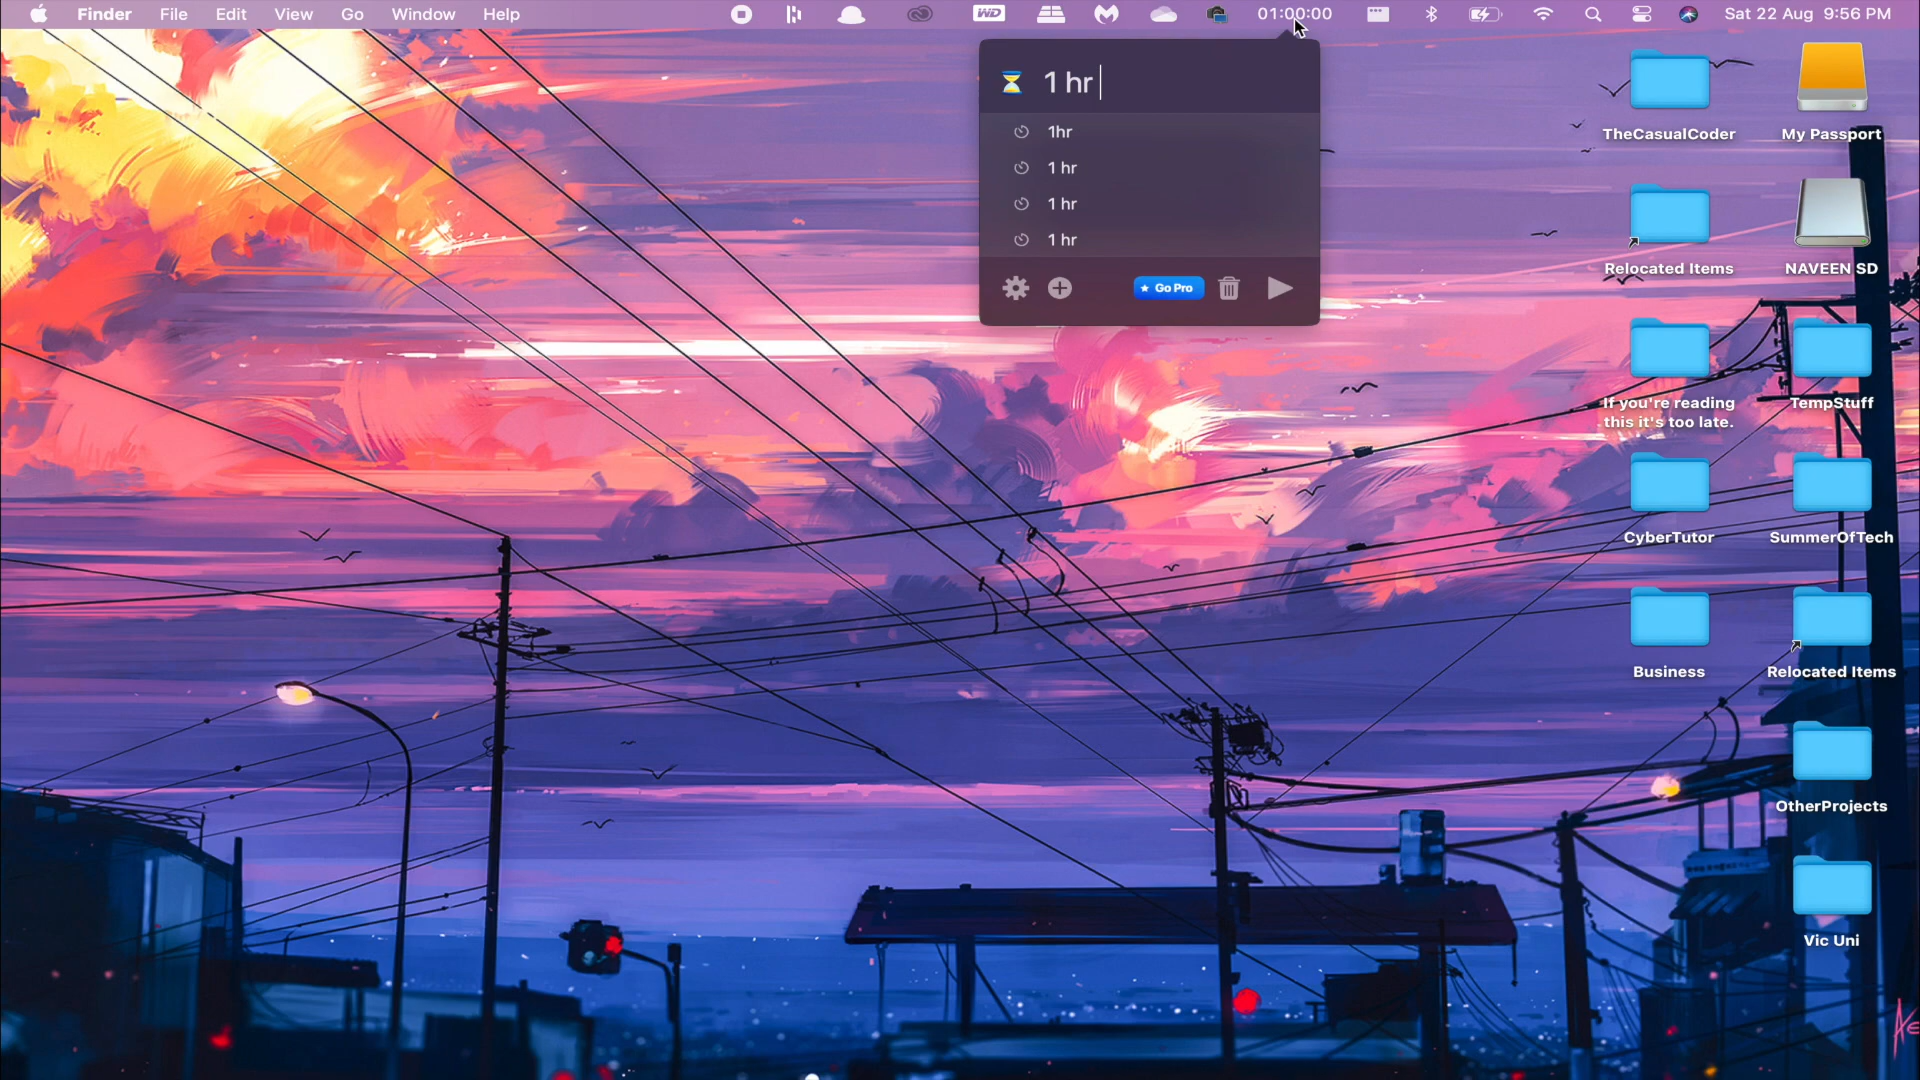 Finder File Edit View Go Window Help WD 01:00:00 Sat 22 Aug 9:56 PM
1 hr
1hr
1 hr
1 hr
1 hr
Go Pro
TheCasualCoder
My Passport
Relocated Items
NAVEEN SD
If you're reading
this it's too late.
TempStuff
CyberTutor
SummerOfTech
Business
Relocated Items
OtherProjects
Vic Uni